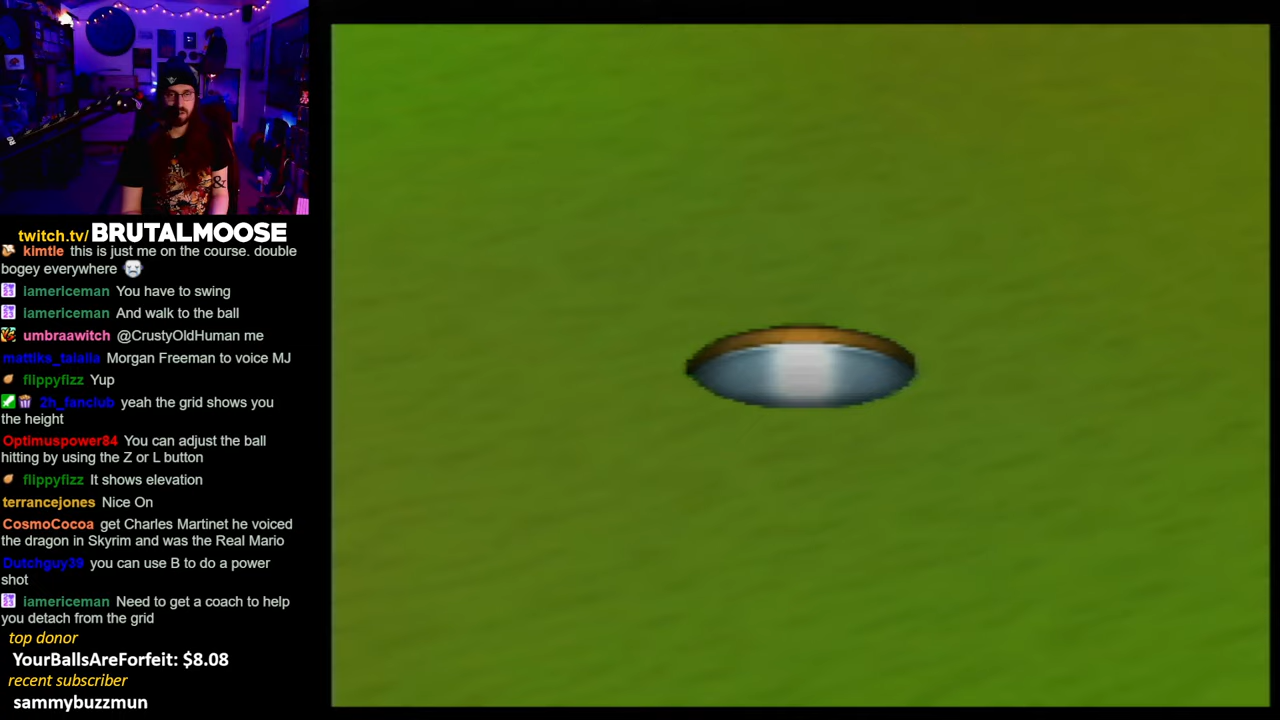 twitch.tv/BRUTALMOOSE
kimtle this is just me on the course. double
bogey everywhere
iamericeman You have to swing
iamericeman And walk to the ball
umbraawitch @CrustyOldHuman me
mattiks_talalla Morgan Freeman to voice MJ
flippyfizz Yup
2h_fanclub yeah the grid shows you
the height
Optimuspower84 You can adjust the ball
hitting by using the Z or L button
flippyfizz It shows elevation
terrancejones Nice On
CosmoCocoa get Charles Martinet he voiced
the dragon in Skyrim and was the Real Mario
Dutchguy39 you can use B to do a power
shot
iamericeman Need to get a coach to help
you detach from the grid
top donor
YourBallsAreForfeit: $8.08
recent subscriber
sammybuzzmun